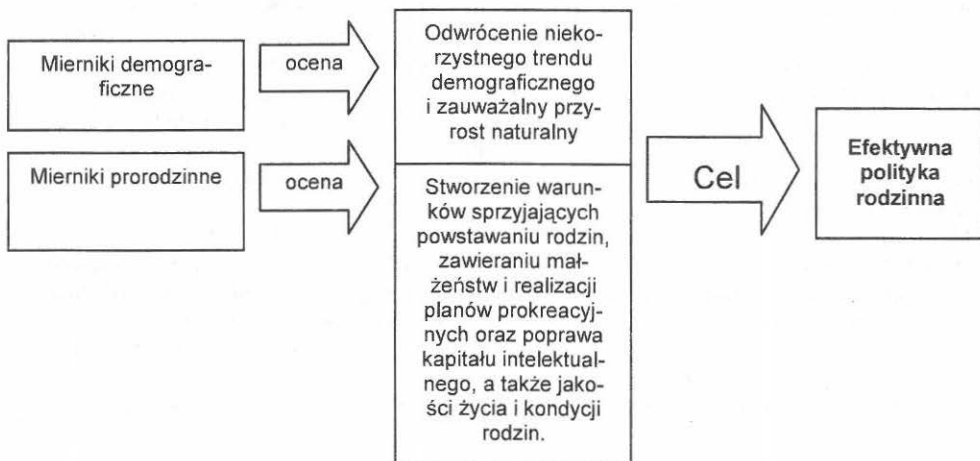 Mierniki demogra-
ficzne
ocena
Odwrócenie nieko-
rzystnego trendu
demograficznego
i zauważalny przy-
rost naturalny
Mierniki prorodzinne
ocena
Stworzenie warun-
ków sprzyjających
powstawaniu rodzin,
zawieraniu mał-
żeństw i realizacji
planów prokreacyj-
nych oraz poprawa
kapitału intelektual-
nego, a także jako-
ści życia i kondycji
rodzin.
Cel
Efektywna
polityka
rodzinna